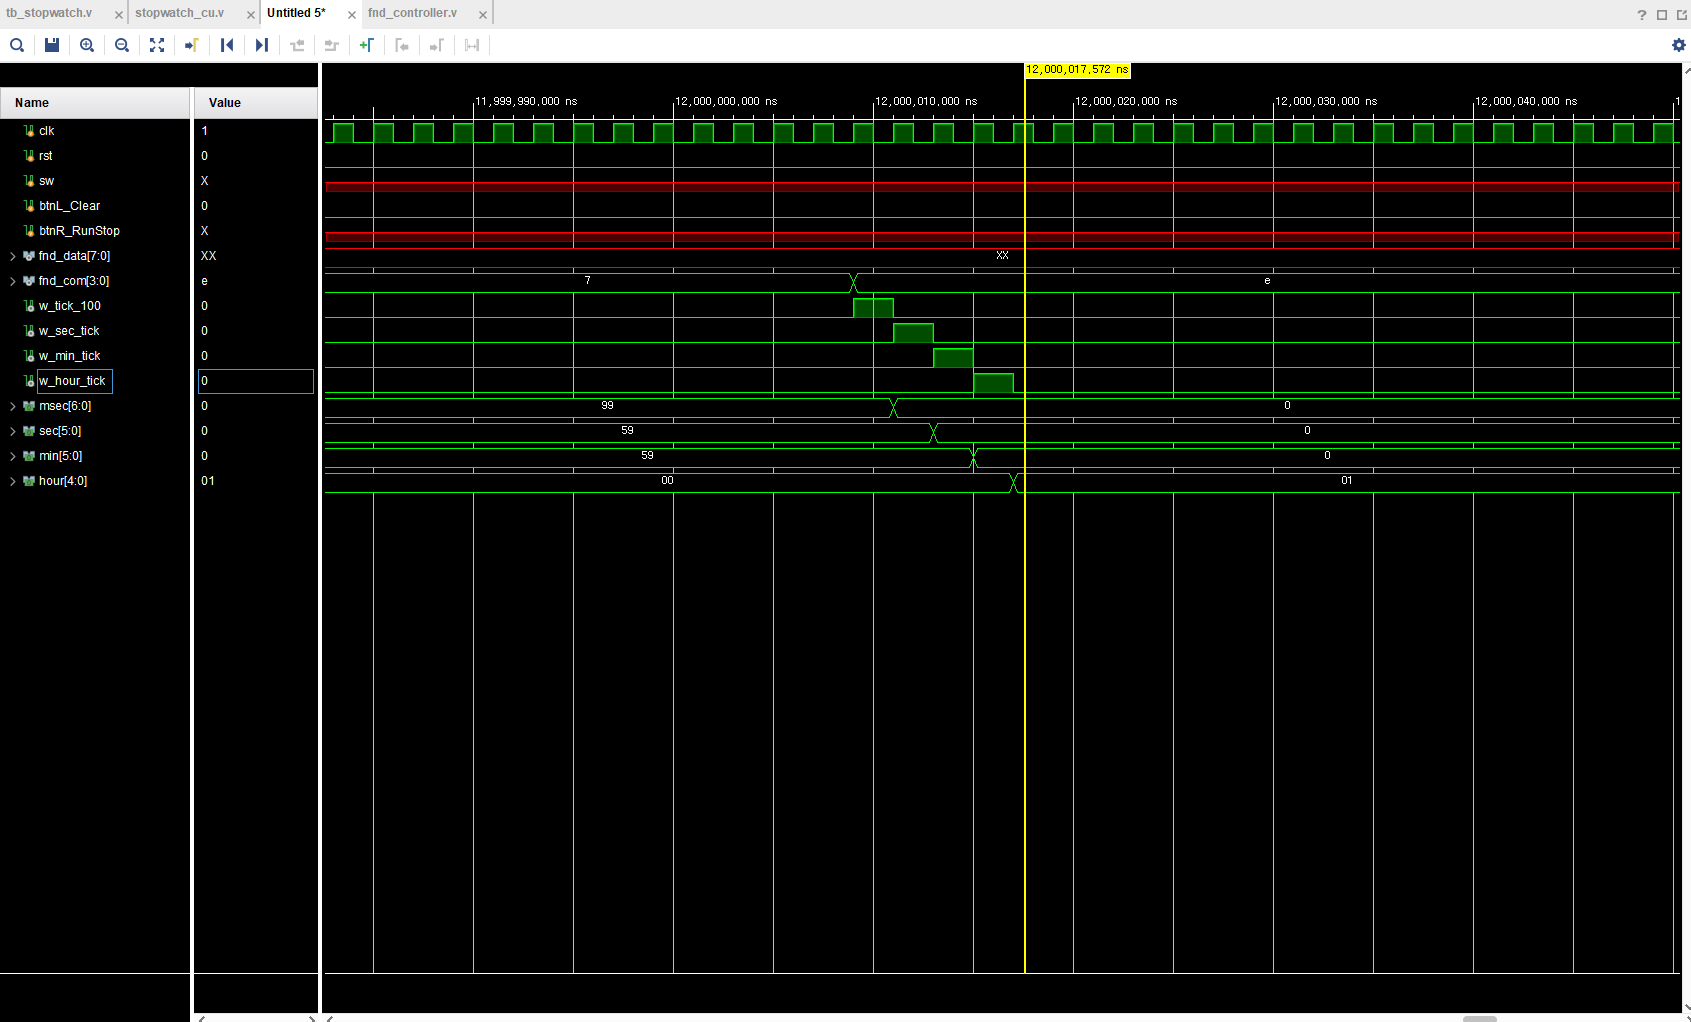 tb_stopwatch.v stopwatch_cu.v Untitled 5* fnd_controller.v
12,000,017,572 ns
Name Value
11,999,990,000 ns 12,000,000,000 ns 12,000,010,000 ns 12,000,020,000 ns 12,000,030,000 ns 12,000,040,000 ns 1
clk 1
rst 0
sw X
btnL_Clear 0
btnR_RunStop X
fnd_data[7:0] XX XX
fnd_com[3:0] e 7 e
w_tick_100 0
w_sec_tick 0
w_min_tick 0
w_hour_tick 0
msec[6:0] 0 99 0
sec[5:0] 0 59 0
min[5:0] 0 59 0
hour[4:0] 01 00 01